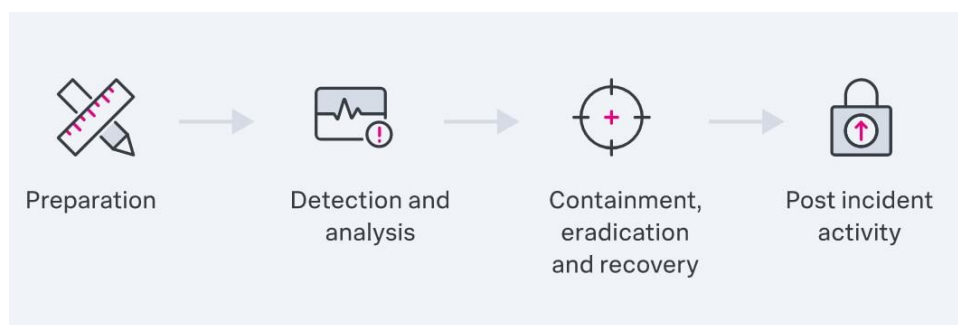 Preparation
Detection and
analysis
Containment,
eradication
and recovery
Post incident
activity